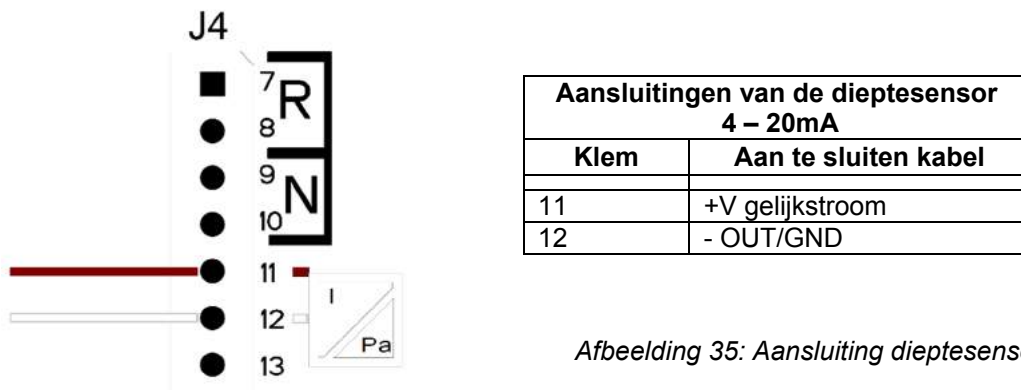 J4
7
R
8
9
N
10
11
I
12
Pa
13
Aansluitingen van de dieptesensor
4 – 20mA
Klem Aan te sluiten kabel
11 +V gelijkstroom
12 - OUT/GND
Afbeelding 35: Aansluiting dieptesens